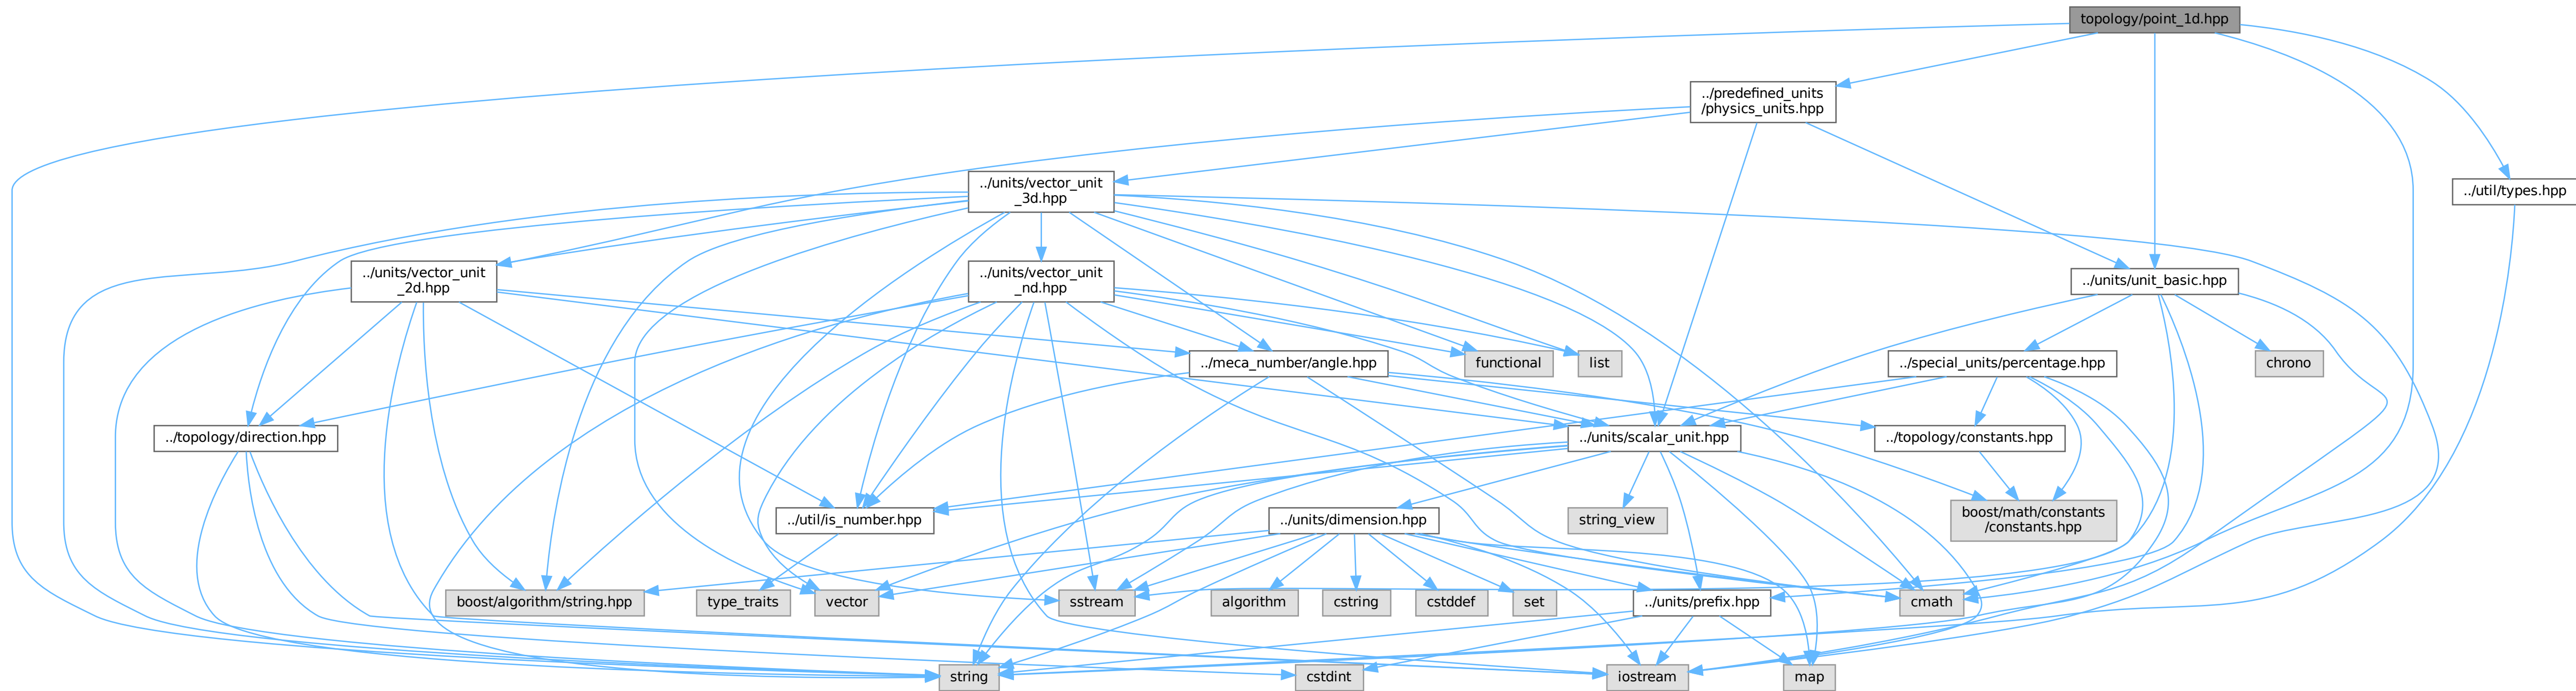 topology/point_1d.hpp
../predefined_units
/physics_units.hpp
../units/vector_unit
_3d.hpp
../util/types.hpp
../units/vector_unit
_2d.hpp
../units/vector_unit
_nd.hpp
../units/unit_basic.hpp
../meca_number/angle.hpp
functional
list
../special_units/percentage.hpp
chrono
../topology/direction.hpp
../units/scalar_unit.hpp
../topology/constants.hpp
../util/is_number.hpp
../units/dimension.hpp
string_view
boost/math/constants
/constants.hpp
boost/algorithm/string.hpp
type_traits
vector
sstream
algorithm
cstring
cstddef
set
../units/prefix.hpp
cmath
string
cstdint
iostream
map